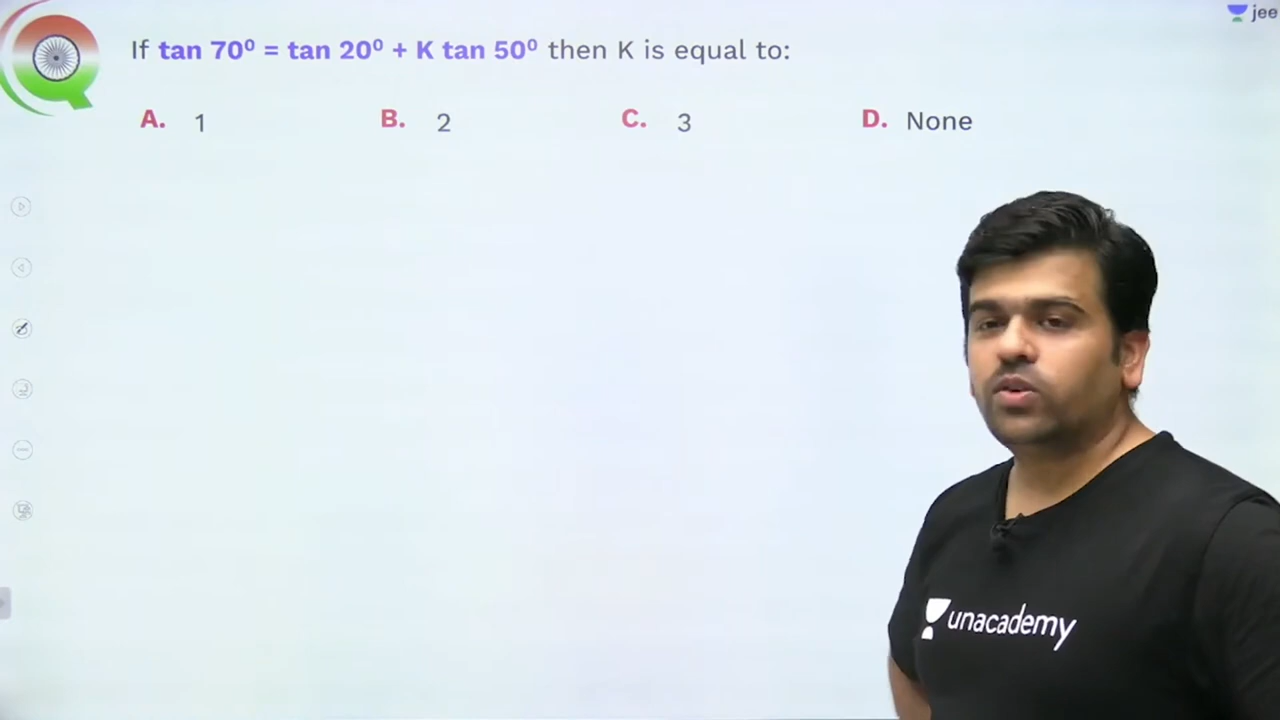 jee
If tan 70⁰ = tan 20⁰ + K tan 50⁰ then K is equal to:
A. 1 B. 2 C. 3 D. None
unacademy